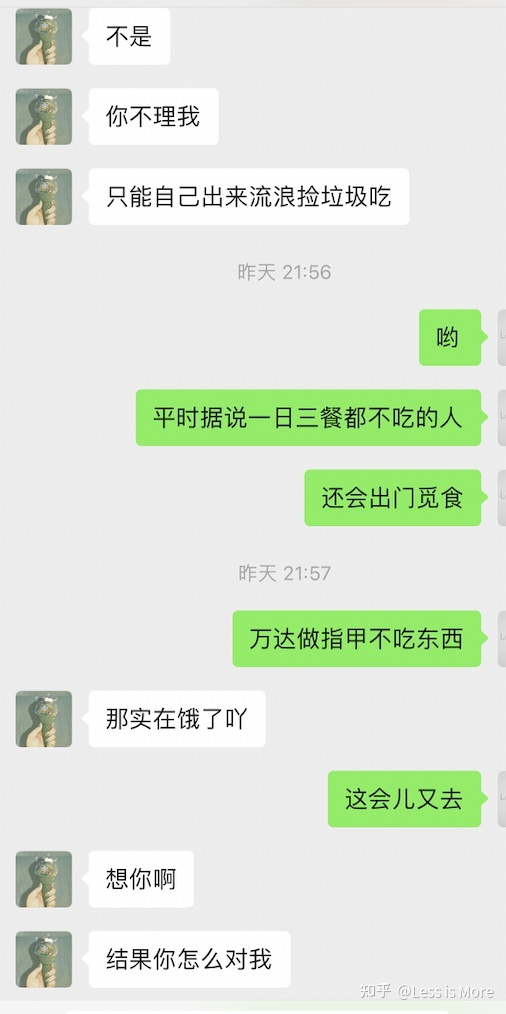 不是
你不理我
只能自己出来流浪捡垃圾吃
昨天 21:56
哟
平时据说一日三餐都不吃的人
还会出门觅食
昨天 21:57
万达做指甲不吃东西
那实在饿了吖
这会儿又去
想你啊
结果你怎么对我
知乎 @Less is More